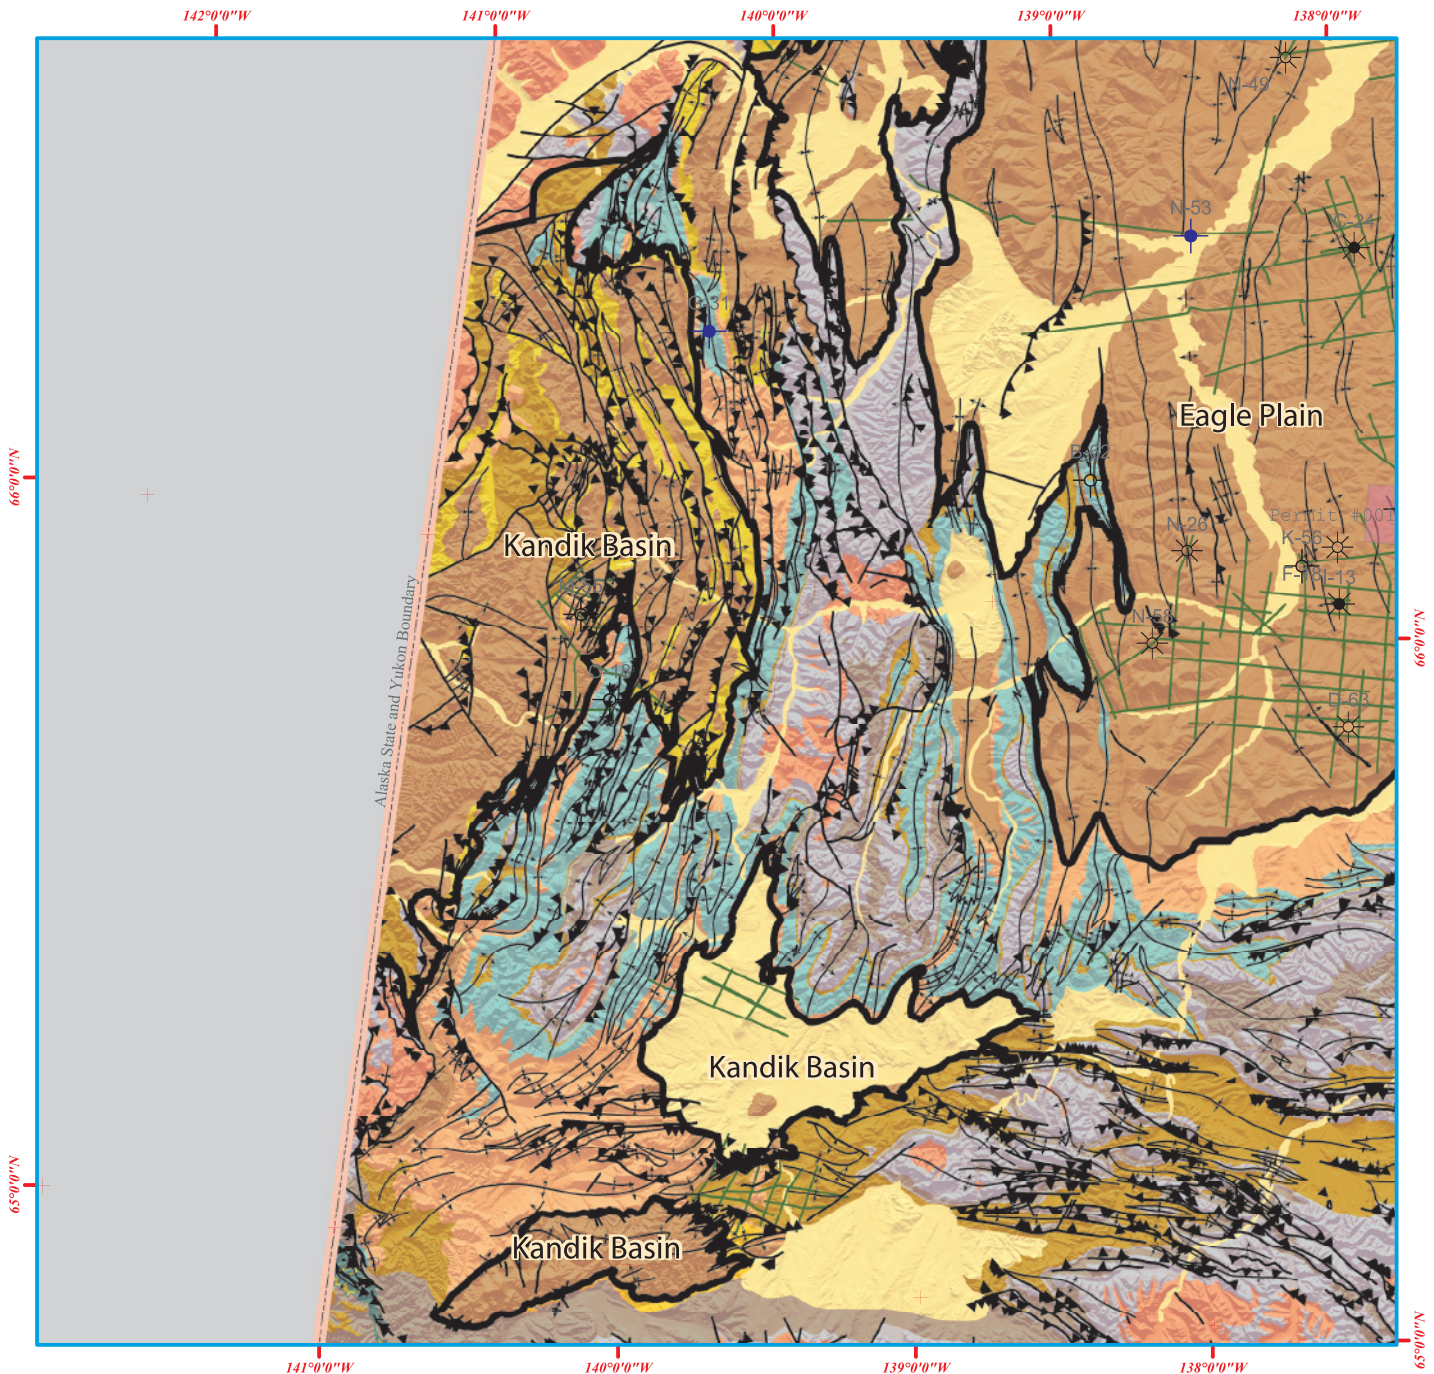 142°0'0"W
141°0'0"W
140°0'0"W
139°0'0"W
138°0'0"W
N-49
N-53
C-24
G-31
Eagle Plain
B-62
66°0'0"N
N-26
Permit #001
K-56
Kandik Basin
F-18
I-13
N-58
66°0'0"N
Alaska State and Yukon Boundary
D-63
Kandik Basin
65°0'0"N
Kandik Basin
65°0'0"N
141°0'0"W
140°0'0"W
139°0'0"W
138°0'0"W